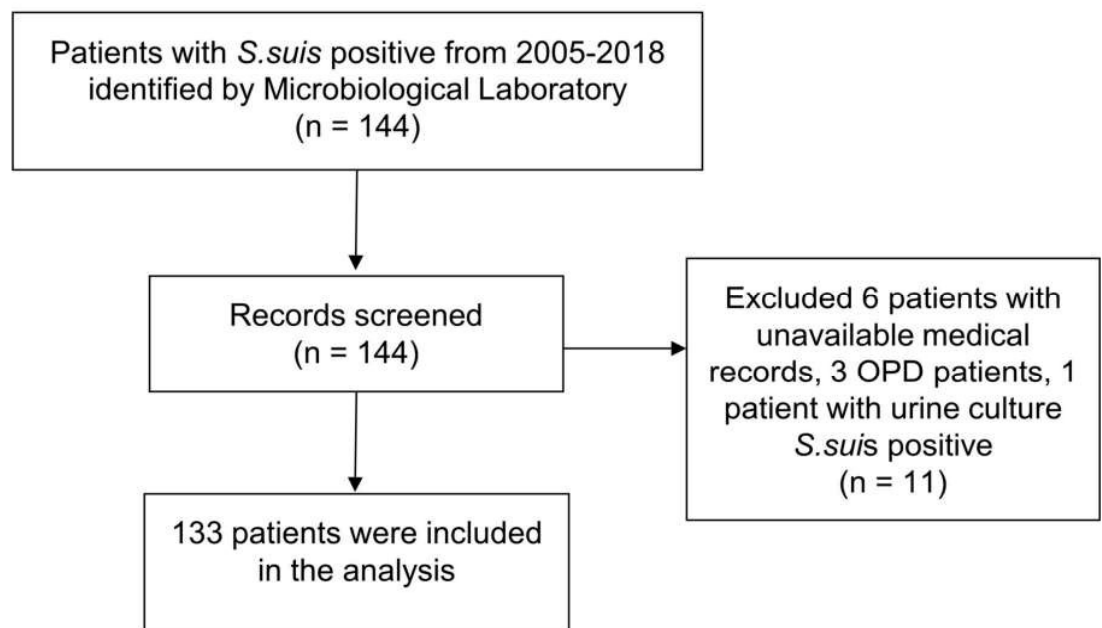 Patients with S.suis positive from 2005-2018
identified by Microbiological Laboratory
(n = 144)
Records screened
(n = 144)
Excluded 6 patients with
unavailable medical
records, 3 OPD patients, 1
patient with urine culture
S.suis positive
(n = 11)
133 patients were included
in the analysis